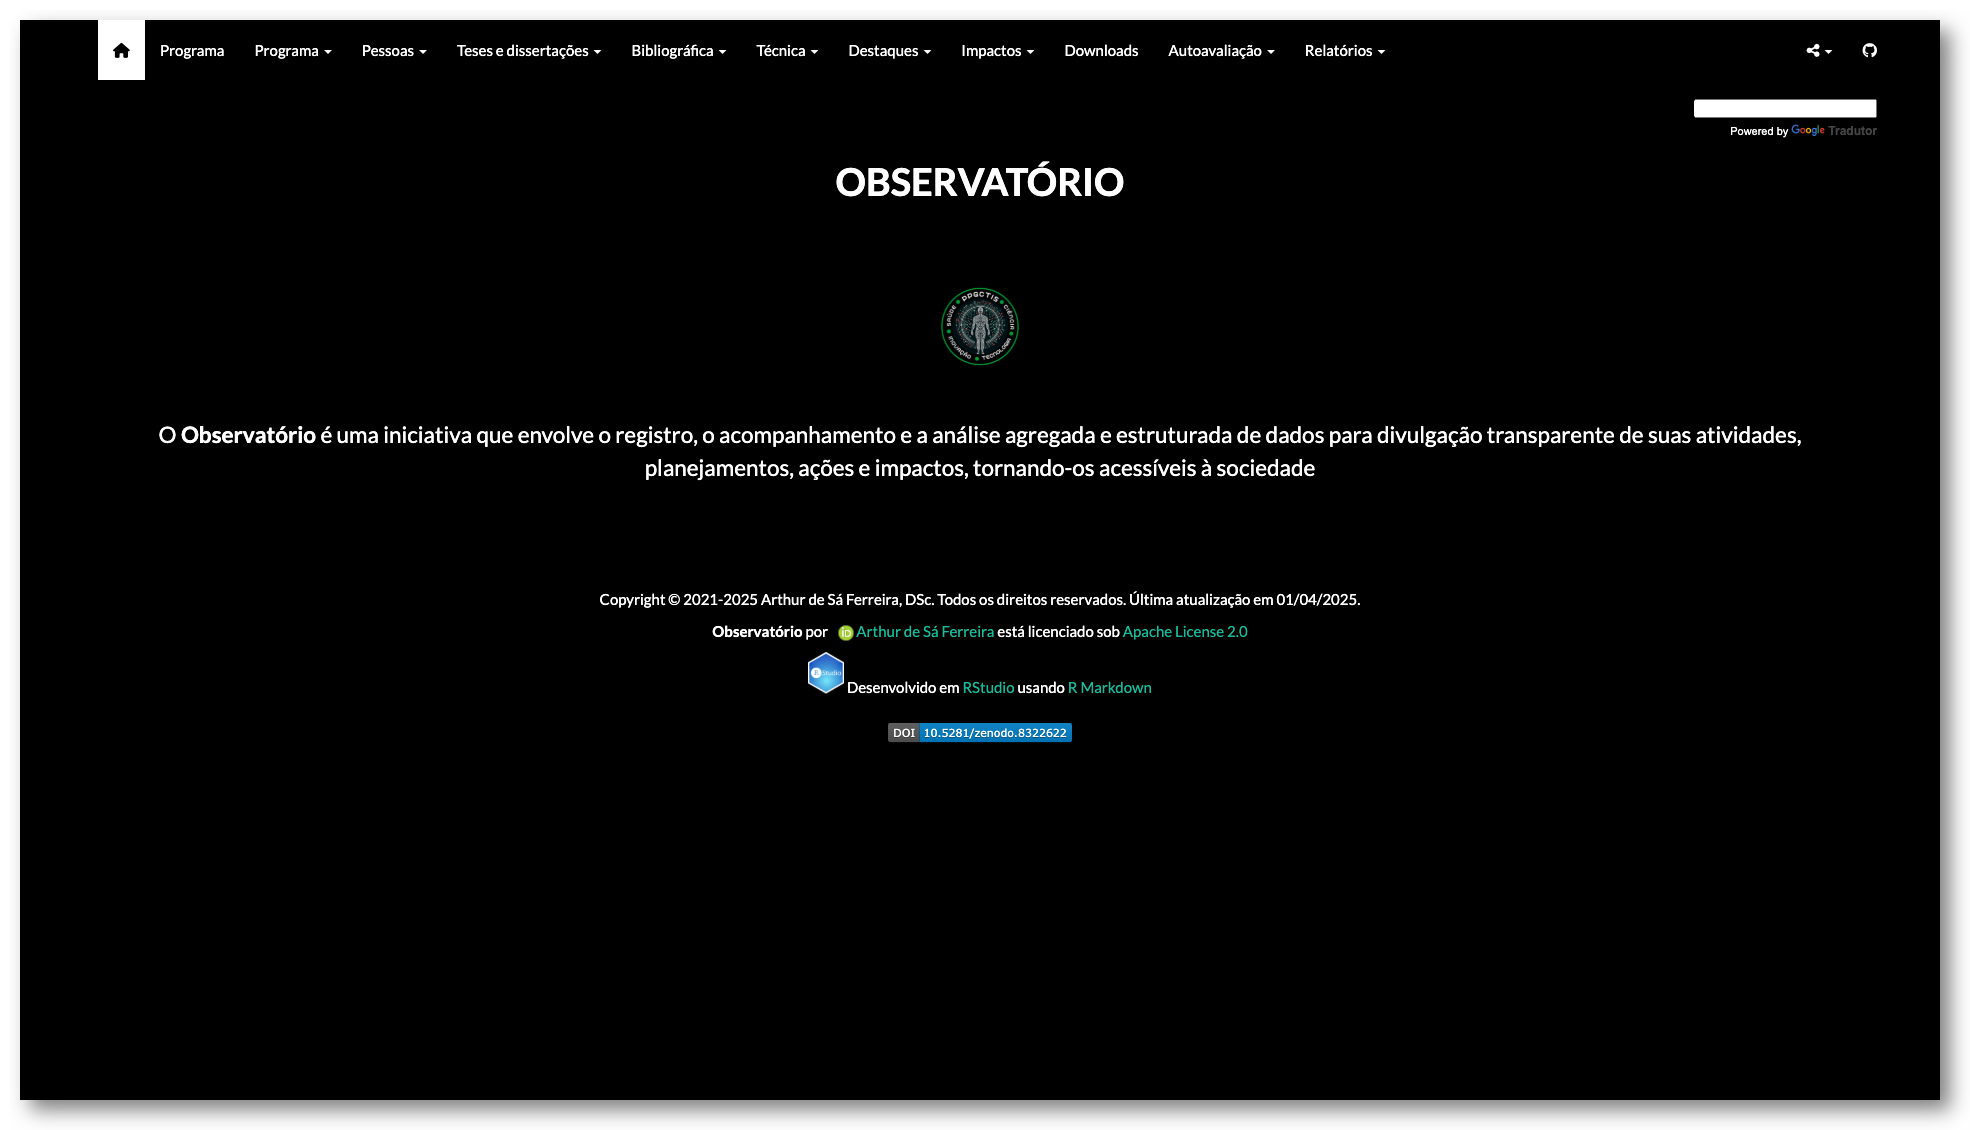 Programa Programa Pessoas Teses e dissertações Bibliográfica Técnica Destaques Impactos Downloads Autoavaliação Relatórios
Powered by Google Tradutor
OBSERVATÓRIO
PPGCTIS
SAÚDE CIÊNCIA
INOVAÇÃO TECNOLOGIA
O Observatório é uma iniciativa que envolve o registro, o acompanhamento e a análise agregada e estruturada de dados para divulgação transparente de suas atividades,
planejamentos, ações e impactos, tornando-os acessíveis à sociedade
Copyright © 2021-2025 Arthur de Sá Ferreira, DSc. Todos os direitos reservados. Última atualização em 01/04/2025.
Observatório por iD Arthur de Sá Ferreira está licenciado sob Apache License 2.0
R Studio Desenvolvido em RStudio usando R Markdown
DOI 10.5281/zenodo.8322622